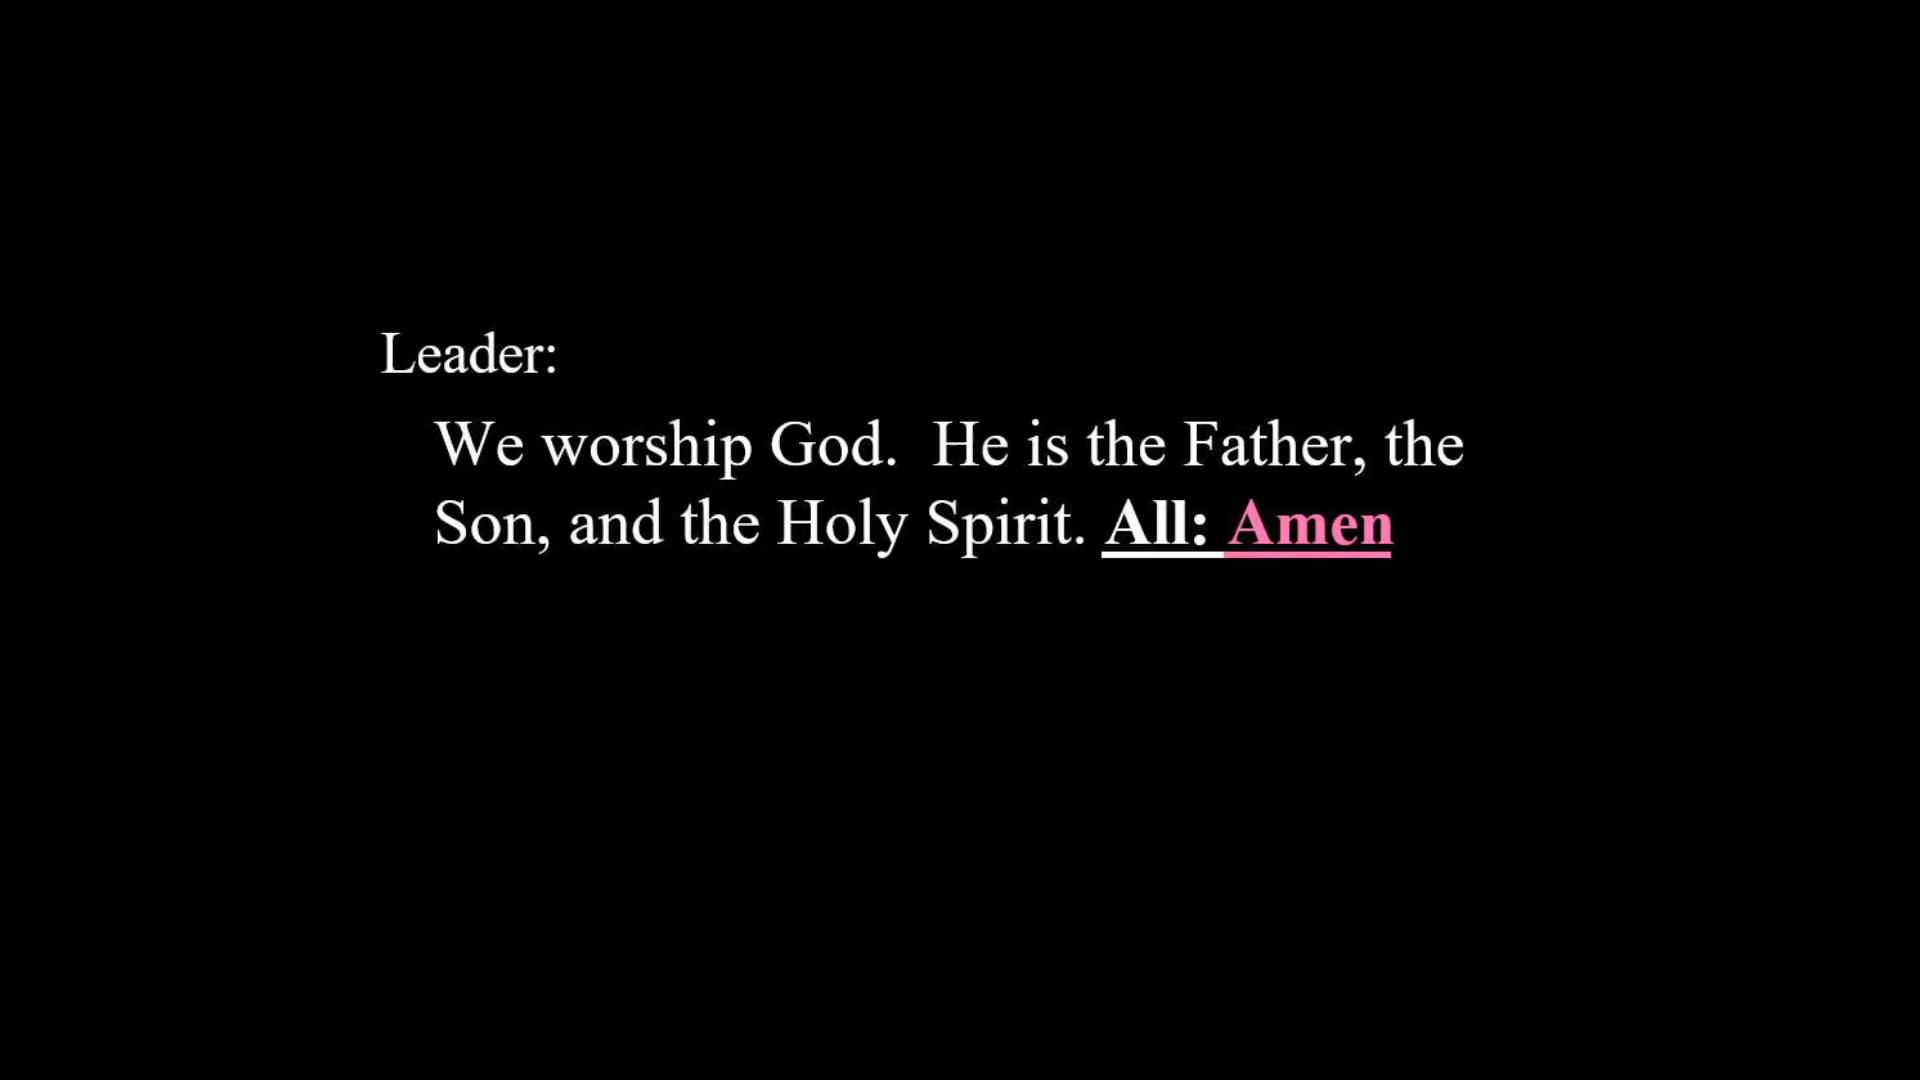 Leader:
We worship God.  He is the Father, the
Son, and the Holy Spirit. All: Amen